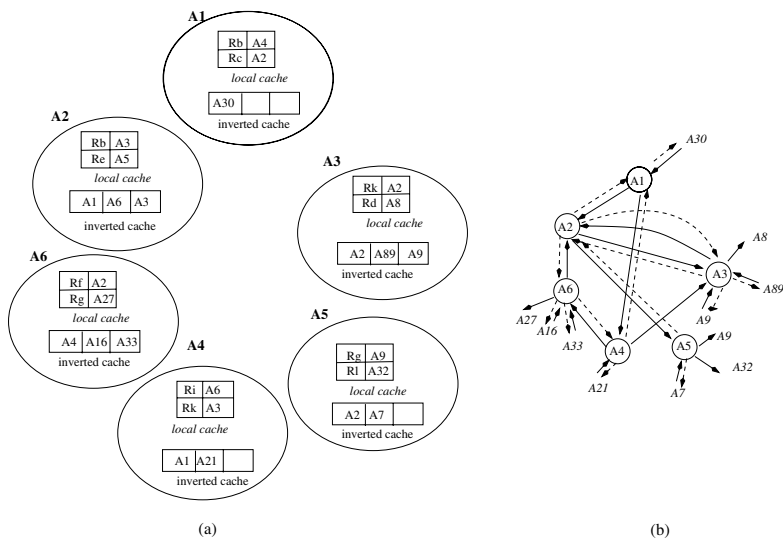 A1
Rb A4
Rc A2
local cache
A30
inverted cache
A2
Rb A3
Re A5
local cache
A1 A6 A3
inverted cache
A3
Rk A2
Rd A8
local cache
A2 A89 A9
inverted cache
A6
Rf A2
Rg A27
local cache
A4 A16 A33
inverted cache
A5
Rg A9
Rl A32
local cache
A2 A7
inverted cache
A4
Ri A6
Rk A3
local cache
A1 A21
inverted cache
(a)
A30
A1
A2
A8
A3
A89
A6
A27
A16
A33
A9
A4
A5
A9
A32
A21
A7
(b)